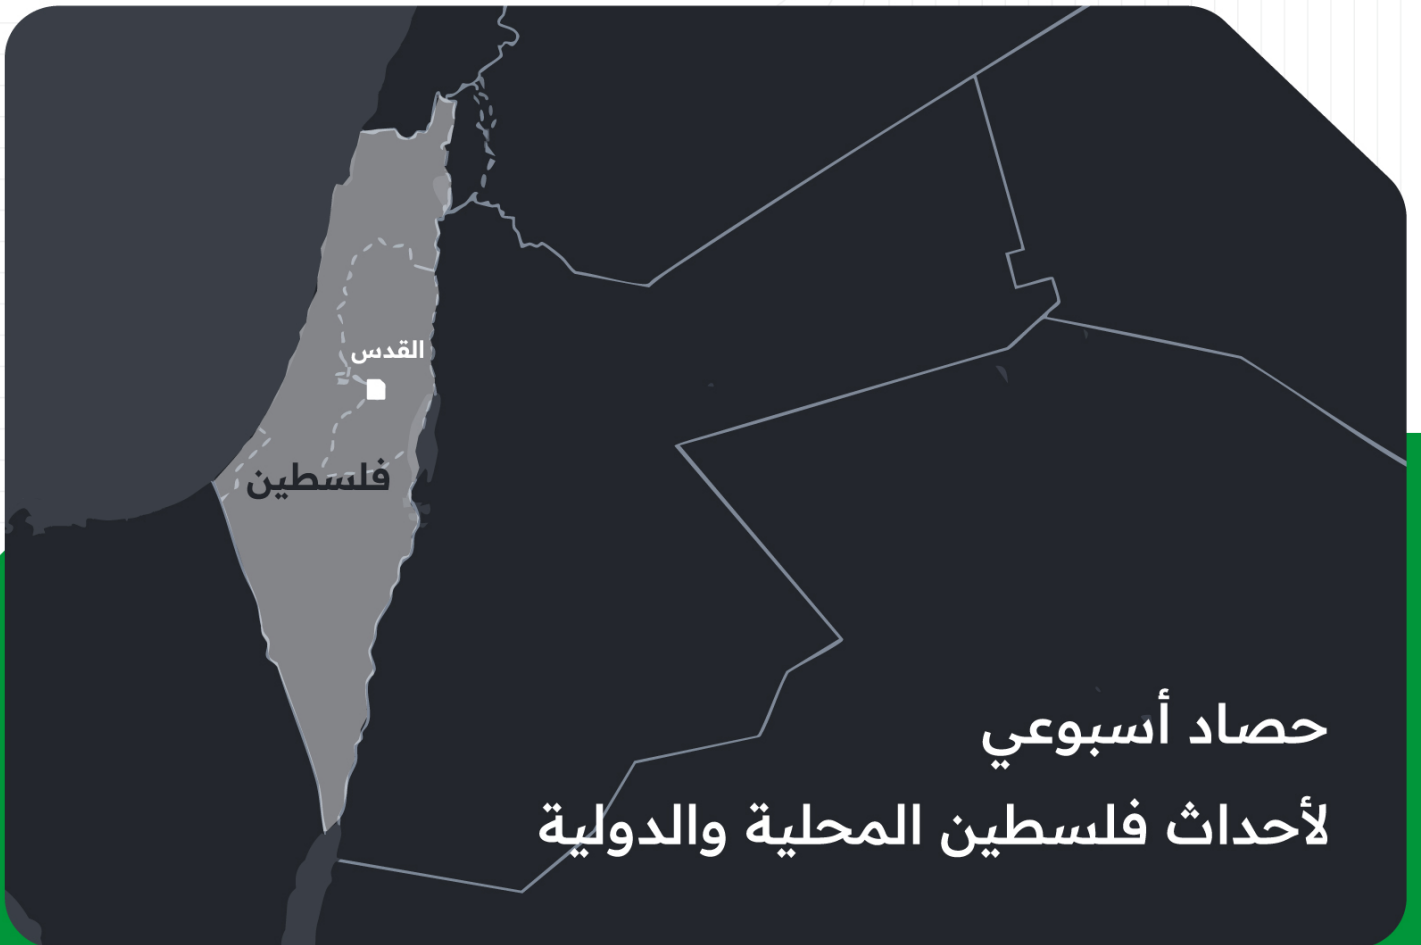 القدس
فلسطين
حصاد أسبوعي
لأحداث فلسطين المحلية والدولية